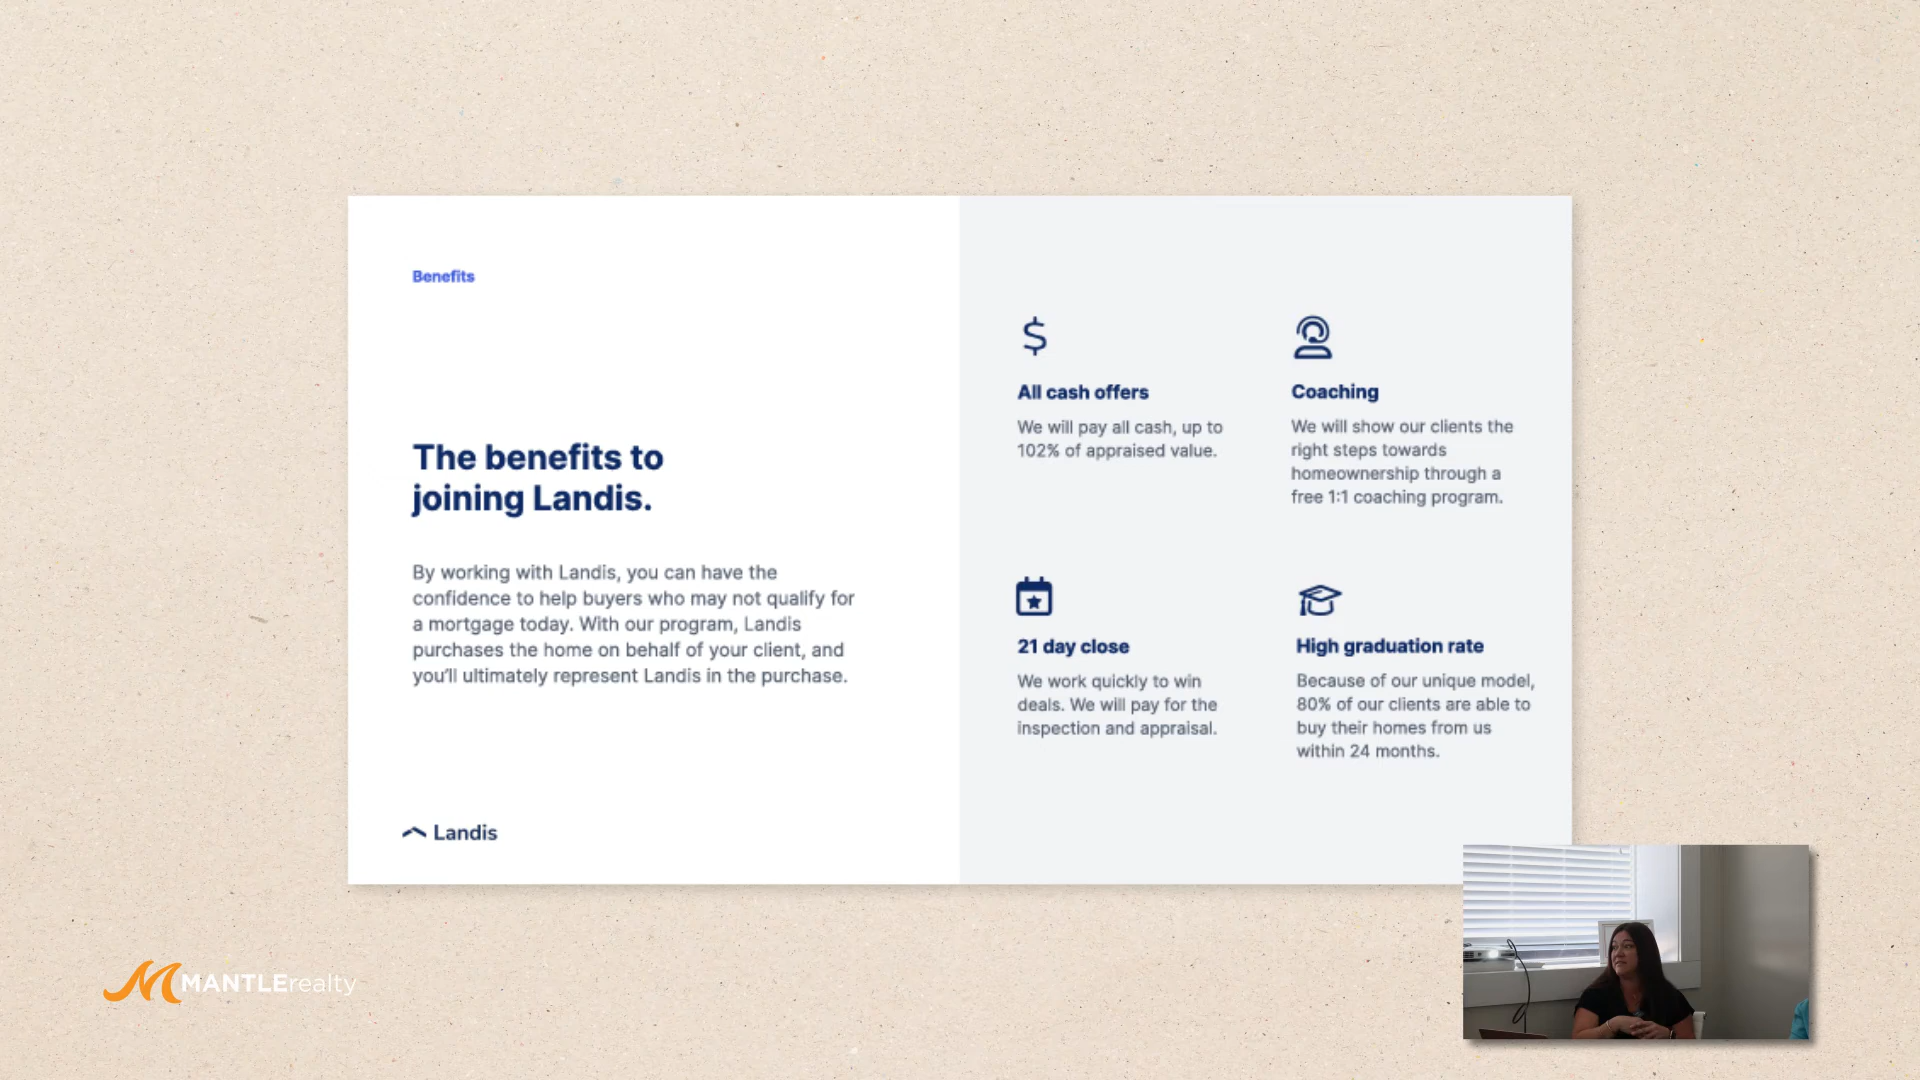 Benefits
The benefits to
joining Landis.
By working with Landis, you can have the
confidence to help buyers who may not qualify for
a mortgage today. With our program, Landis
purchases the home on behalf of your client, and
you'll ultimately represent Landis in the purchase.
Landis
$
All cash offers
We will pay all cash, up to
102% of appraised value.
Coaching
We will show our clients the
right steps towards
homeownership through a
free 1:1 coaching program.
21 day close
We work quickly to win
deals. We will pay for the
inspection and appraisal.
High graduation rate
Because of our unique model,
80% of our clients are able to
buy their homes from us
within 24 months.
MANTLErealty